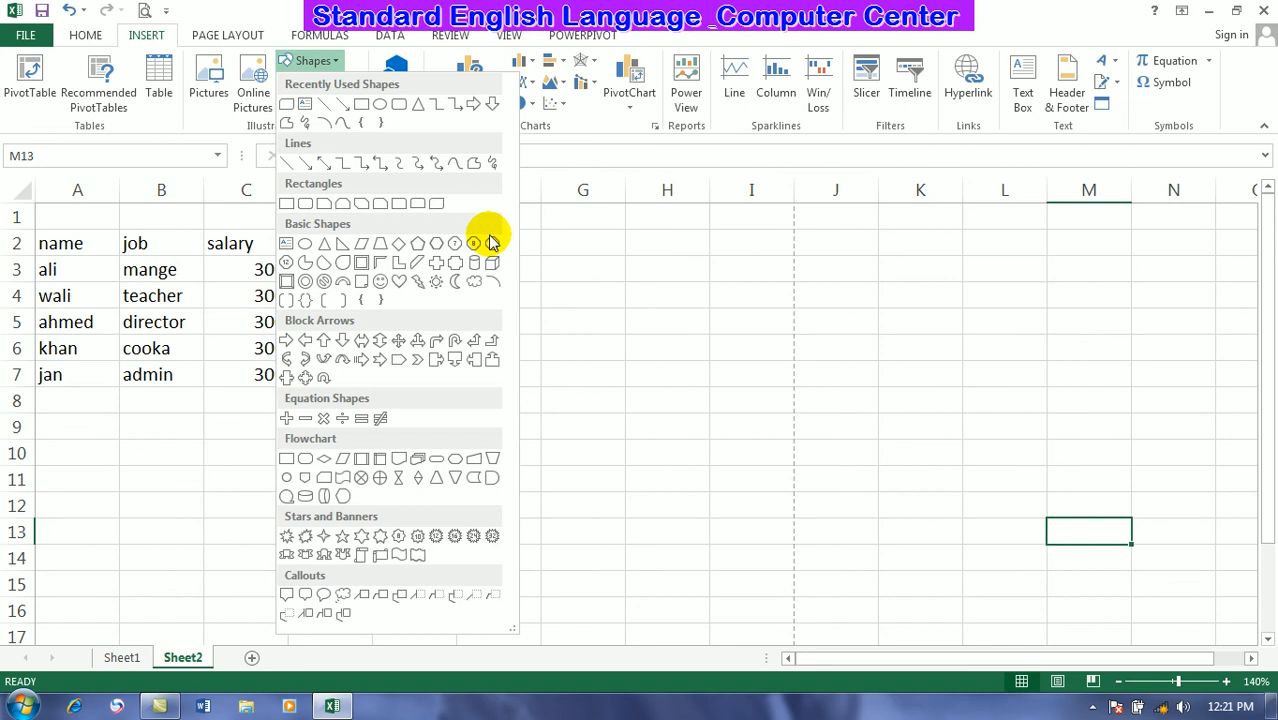 Standard English Language _Computer Center
Sign in
FILE HOME INSERT PAGE LAYOUT FORMULAS DATA REVIEW VIEW POWERPIVOT
PivotTable Recommended PivotTables Table
Tables
Pictures Online Pictures
Shapes
PivotChart
Charts
Power View
Reports
Line Column Win/Loss
Sparklines
Slicer Timeline
Filters
Hyperlink
Links
Text Box Header & Footer
Text
Equation
Symbol
Symbols
M13
Recently Used Shapes
Lines
Rectangles
Basic Shapes
Block Arrows
Equation Shapes
Flowchart
Stars and Banners
Callouts
A B C G H I J K L M N
1
2 name job salary
3 ali mange 30
4 wali teacher 30
5 ahmed director 30
6 khan cooka 30
7 jan admin 30
8
9
10
11
12
13
14
15
16
17
Sheet1 Sheet2
READY
140%
12:21 PM